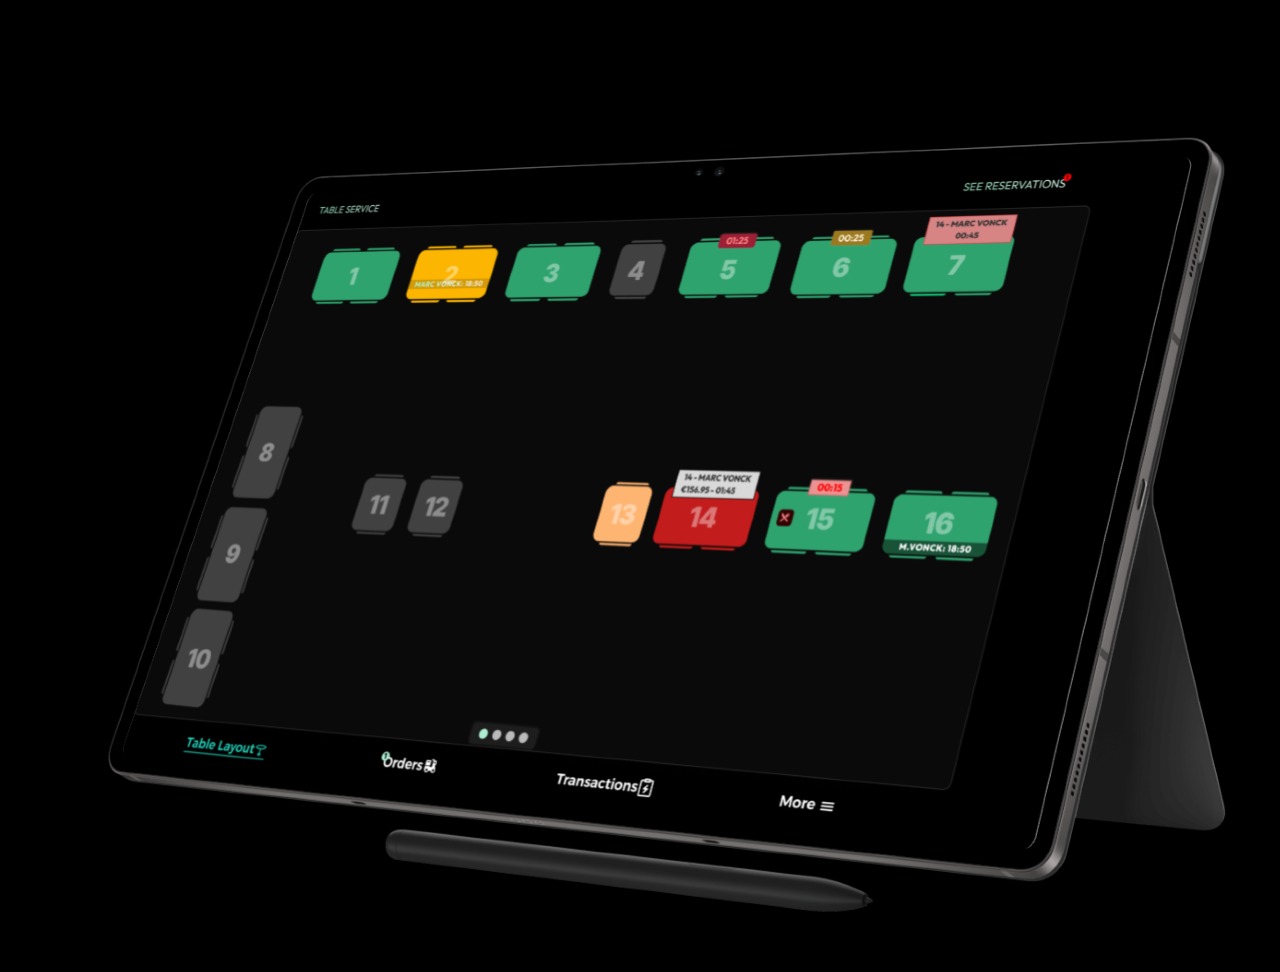 TABLE SERVICE
SEE RESERVATIONS
1
2
MARC VONCK: 18:50
3
4
01:25
5
00:25
6
14 - MARC VONCK
00:45
7
8
9
10
11
12
13
14 - MARC VONCK
€156.95 - 01:45
14
00:15
15
16
M.VONCK: 18:50
Table Layout
Orders
Transactions
More